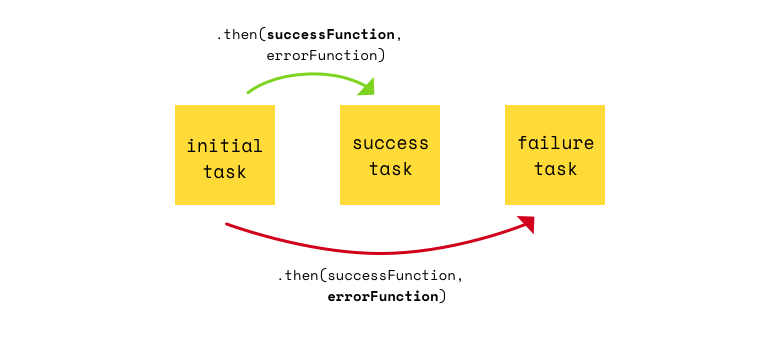 .then(successFunction,
errorFunction)
initial
task
success
task
failure
task
.then(successFunction,
errorFunction)